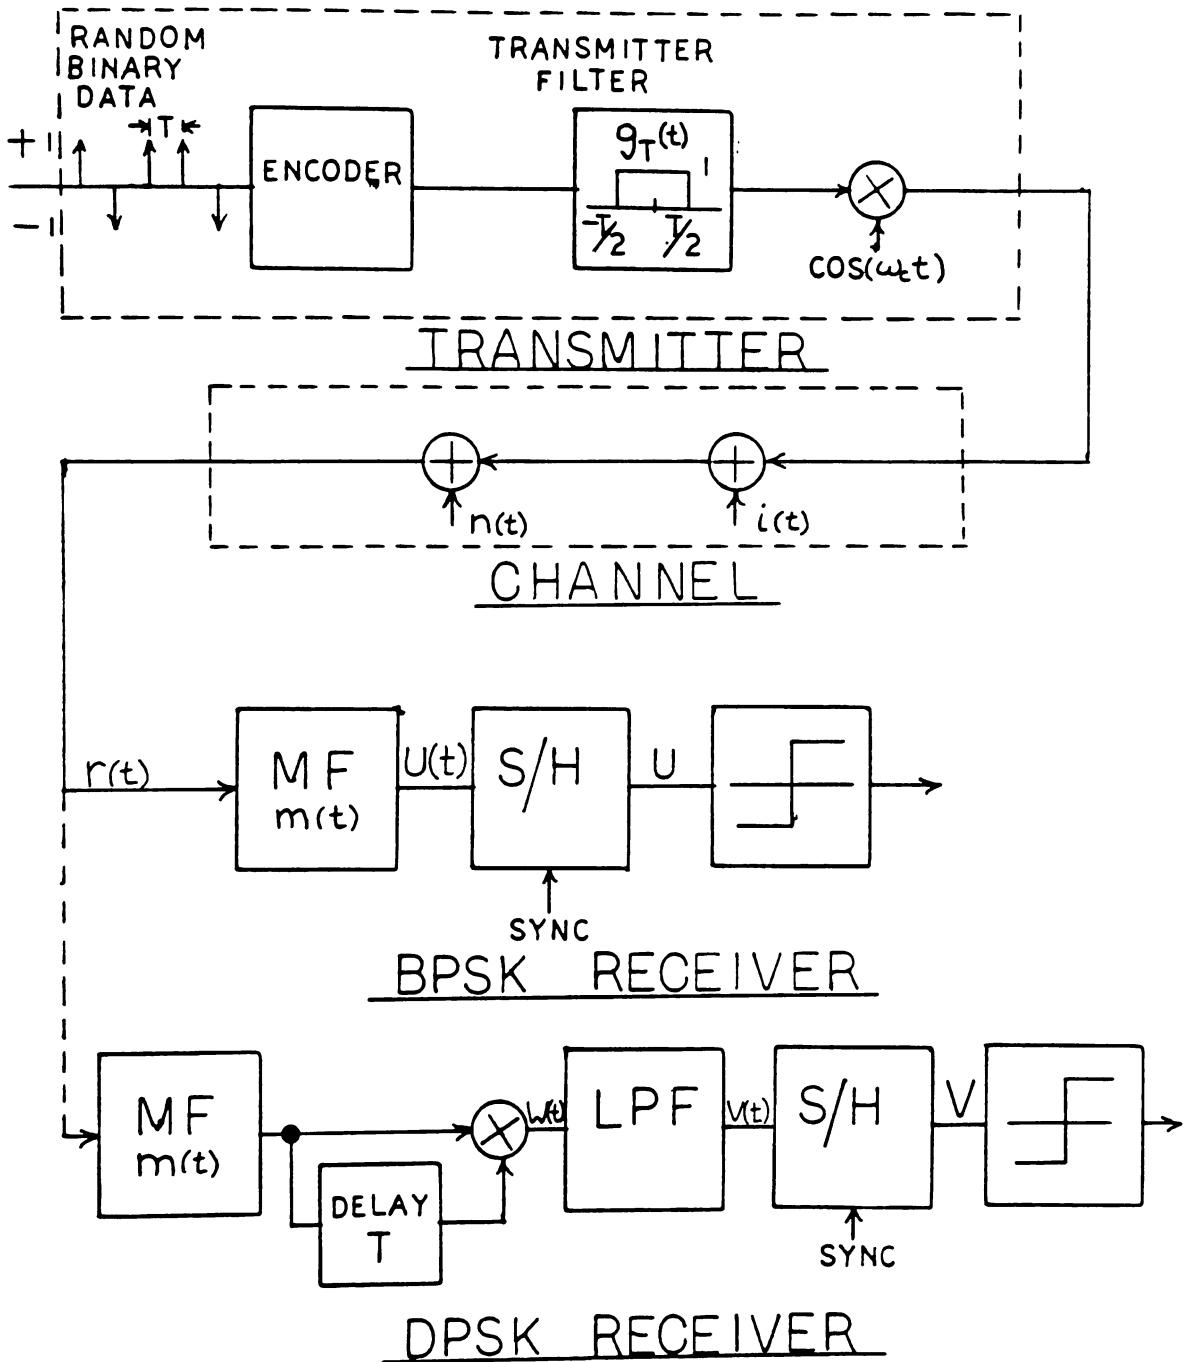 RANDOM
BINARY
DATA
T
+1
-1
ENCODER
TRANSMITTER
FILTER
g_T(t)
1
-T/2 T/2
COS(ω_c t)
TRANSMITTER
n(t)
i(t)
CHANNEL
r(t)
MF
m(t)
U(t)
S/H
U
SYNC
BPSK RECEIVER
MF
m(t)
DELAY
T
W(t)
LPF
V(t)
S/H
V
SYNC
DPSK RECEIVER